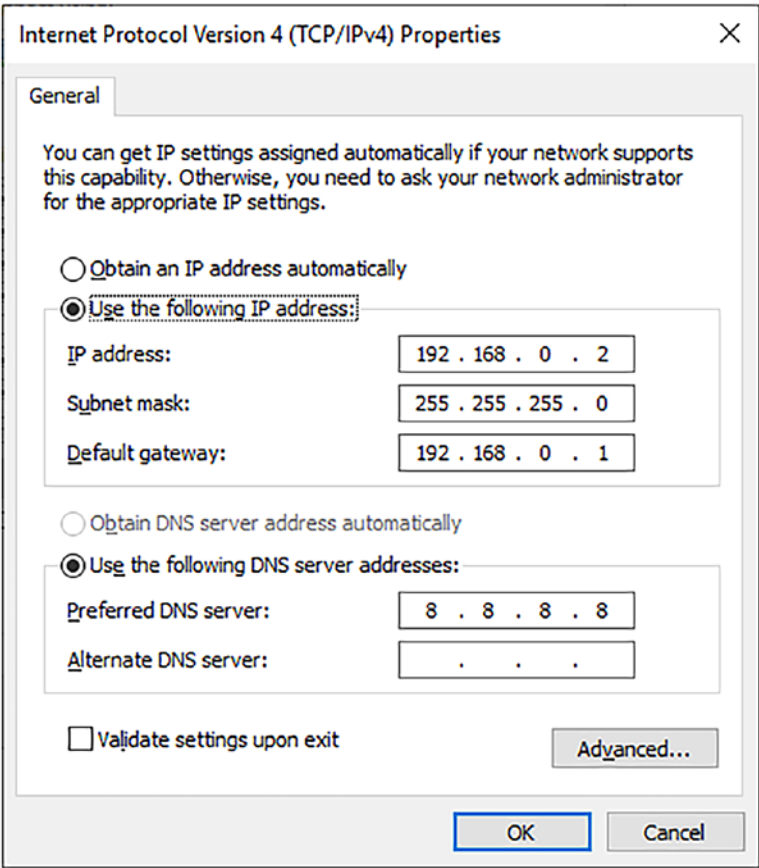 Internet Protocol Version 4 (TCP/IPv4) Properties
General
You can get IP settings assigned automatically if your network supports
this capability. Otherwise, you need to ask your network administrator
for the appropriate IP settings.
Obtain an IP address automatically
Use the following IP address:
IP address: 192 . 168 . 0 . 2
Subnet mask: 255 . 255 . 255 . 0
Default gateway: 192 . 168 . 0 . 1
Obtain DNS server address automatically
Use the following DNS server addresses:
Preferred DNS server: 8 . 8 . 8 . 8
Alternate DNS server: . . .
Validate settings upon exit
Advanced...
OK Cancel